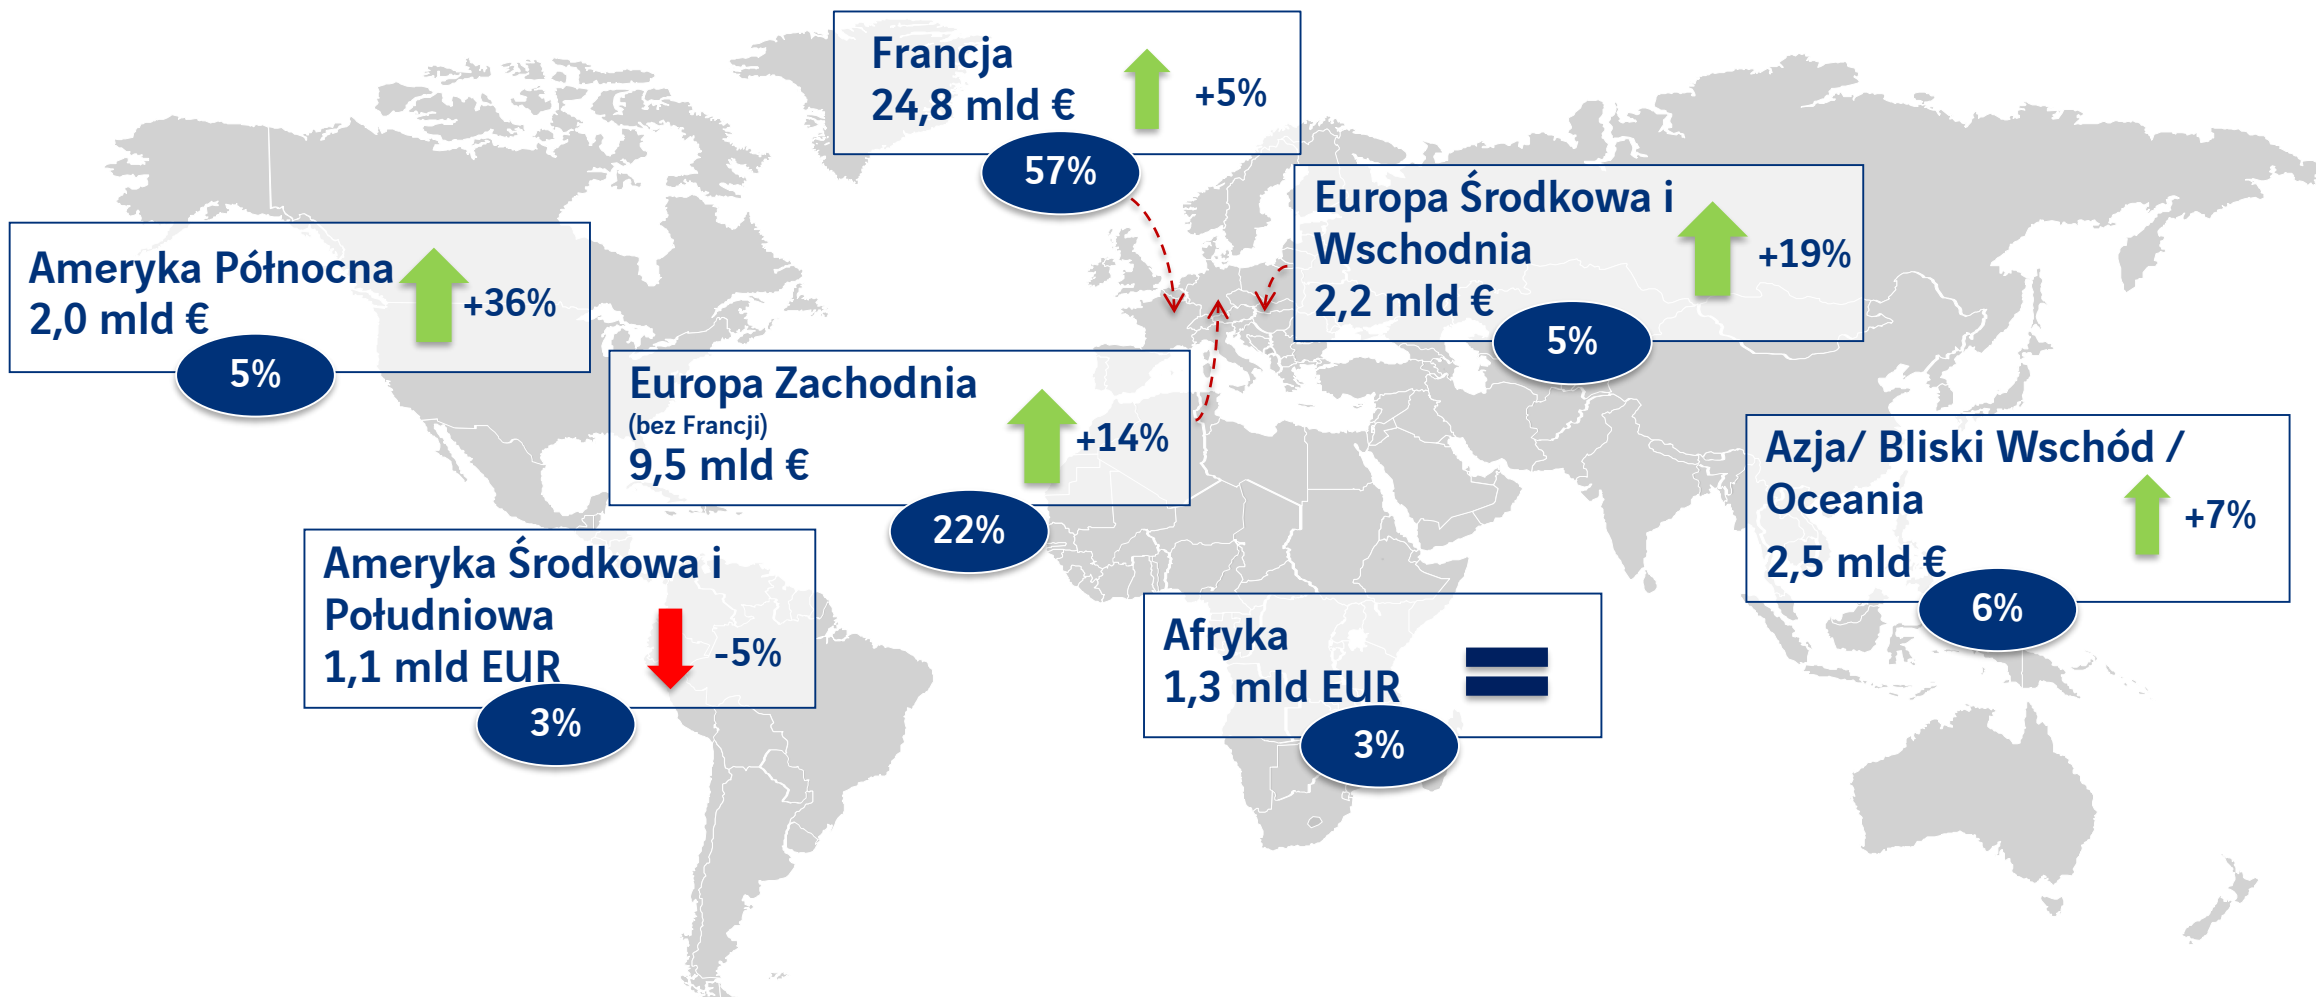 Francja
24,8 mld €
+5%
57%
Europa Środkowa i
Wschodnia
2,2 mld €
+19%
5%
Ameryka Północna
2,0 mld €
+36%
5%
Europa Zachodnia
(bez Francji)
9,5 mld €
+14%
22%
Azja/ Bliski Wschód /
Oceania
2,5 mld €
+7%
6%
Ameryka Środkowa i
Południowa
1,1 mld EUR
-5%
3%
Afryka
1,3 mld EUR
3%